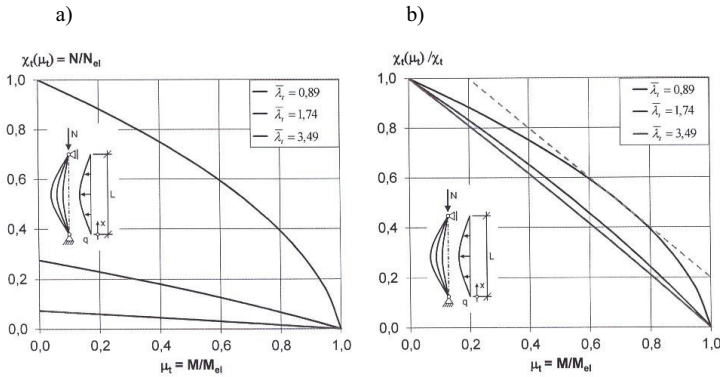 a)
χt(μt) = N/Nel
1,0
0,8
0,6
0,4
0,2
0,0
λ̄t = 0,89
λ̄t = 1,74
λ̄t = 3,49
N
L
x
q
0,0 0,2 0,4 0,6 0,8 1,0
μt = M/Mel
b)
χt(μt) /χt
1,0
0,8
0,6
0,4
0,2
0,0
λ̄t = 0,89
λ̄t = 1,74
λ̄t = 3,49
N
L
x
q
0,0 0,2 0,4 0,6 0,8 1,0
μt = M/Mel